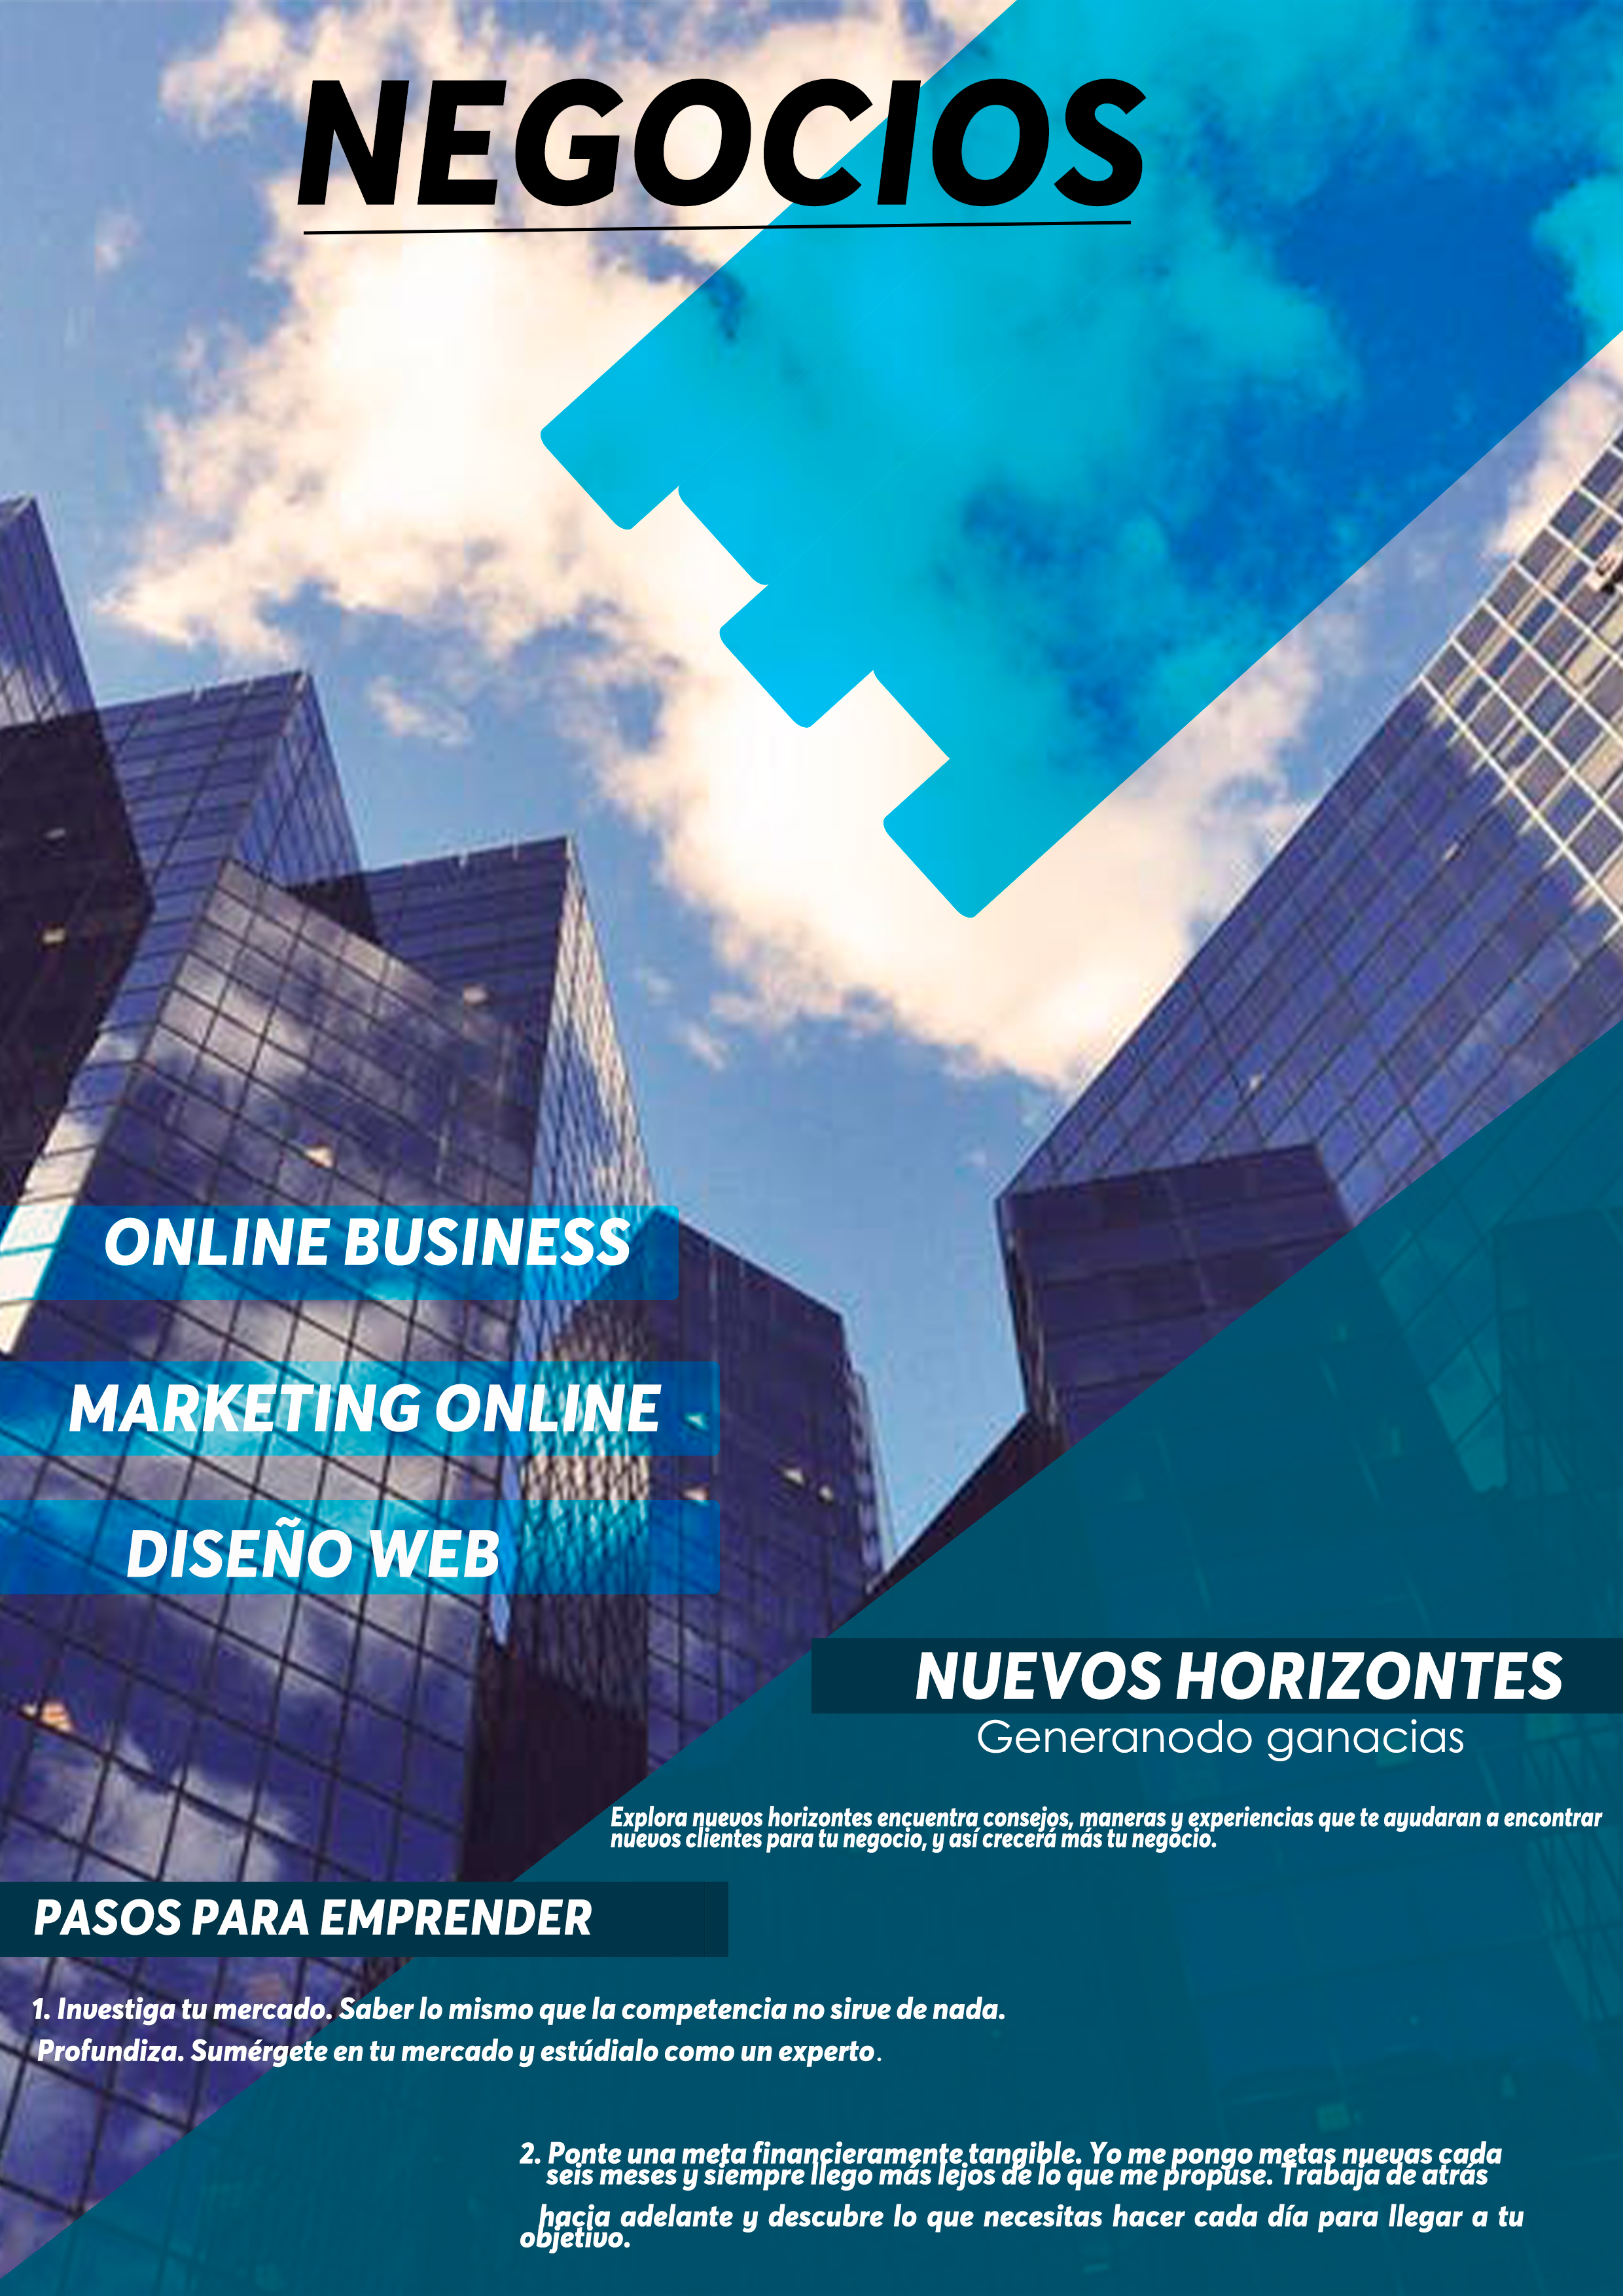 NEGOCIOS
ONLINE BUSINESS
MARKETING ONLINE
DISEÑO WEB
NUEVOS HORIZONTES
Generanodo ganacias
Explora nuevos horizontes encuentra consejos, maneras y experiencias que te ayudaran a encontrar
nuevos clientes para tu negocio, y así crecerá más tu negocio.
PASOS PARA EMPRENDER
1. Investiga tu mercado. Saber lo mismo que la competencia no sirve de nada.
Profundiza. Sumérgete en tu mercado y estúdialo como un experto.
2. Ponte una meta financieramente tangible. Yo me pongo metas nuevas cada
seis meses y siempre llego más lejos de lo que me propuse. Trabaja de atrás
hacia adelante y descubre lo que necesitas hacer cada día para llegar a tu
objetivo.